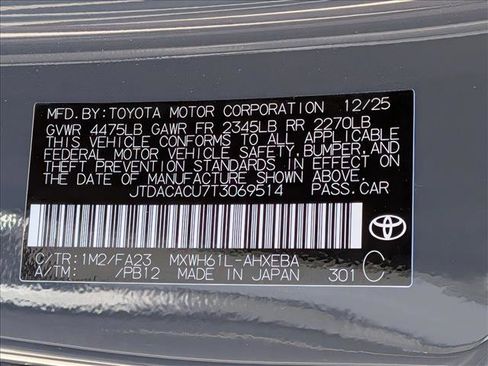 MFD.BY:TOYOTA MOTOR CORPORATION 12/25
GVWR 4475LB GAWR FR 2345LB RR 2270LB
THIS VEHICLE CONFORMS TO ALL APPLICABLE
FEDERAL MOTOR VEHICLE SAFETY, BUMPER, AND
THEFT PREVENTION STANDARDS IN EFFECT ON
THE DATE OF MANUFACTURE SHOWN ABOVE.
JTDACACU7T3069514 PASS.CAR
C/TR:1M2/FA23 MXWH61L-AHXEBA
A/TM: /PB12 MADE IN JAPAN 301 C